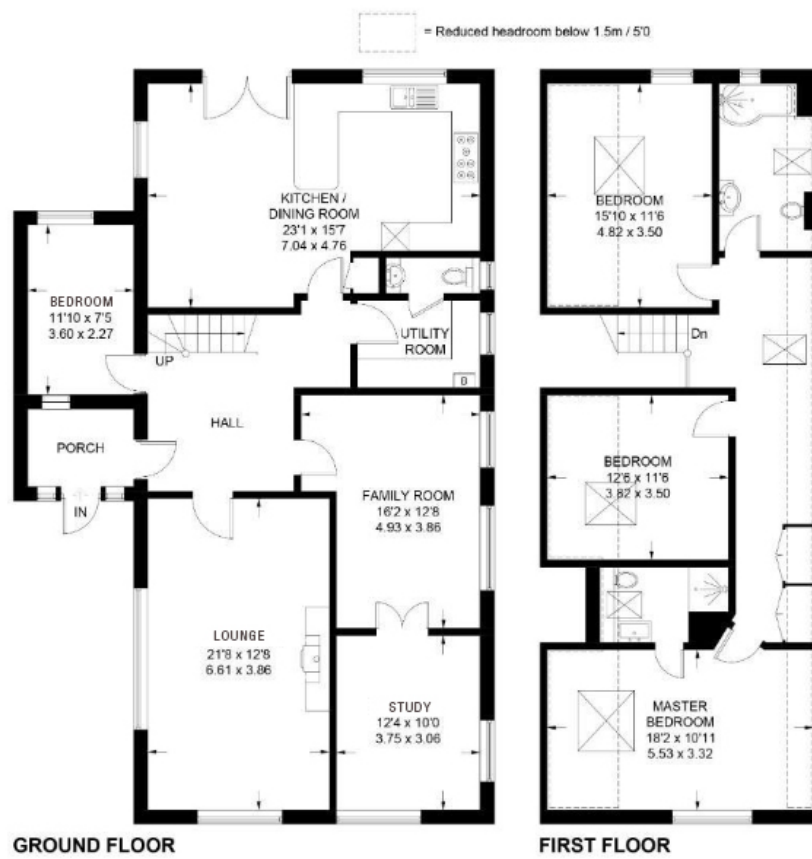 = Reduced headroom below 1.5m / 5'0
KITCHEN /
DINING ROOM
23'1 x 15'7
7.04 x 4.76
BEDROOM
11'10 x 7'5
3.60 x 2.27
UP
UTILITY
ROOM
B
HALL
PORCH
IN
FAMILY ROOM
16'2 x 12'8
4.93 x 3.86
LOUNGE
21'8 x 12'8
6.61 x 3.86
STUDY
12'4 x 10'0
3.75 x 3.06
GROUND FLOOR
BEDROOM
15'10 x 11'6
4.82 x 3.50
Dn
BEDROOM
12'6 x 11'6
3.82 x 3.50
MASTER
BEDROOM
18'2 x 10'11
5.53 x 3.32
FIRST FLOOR